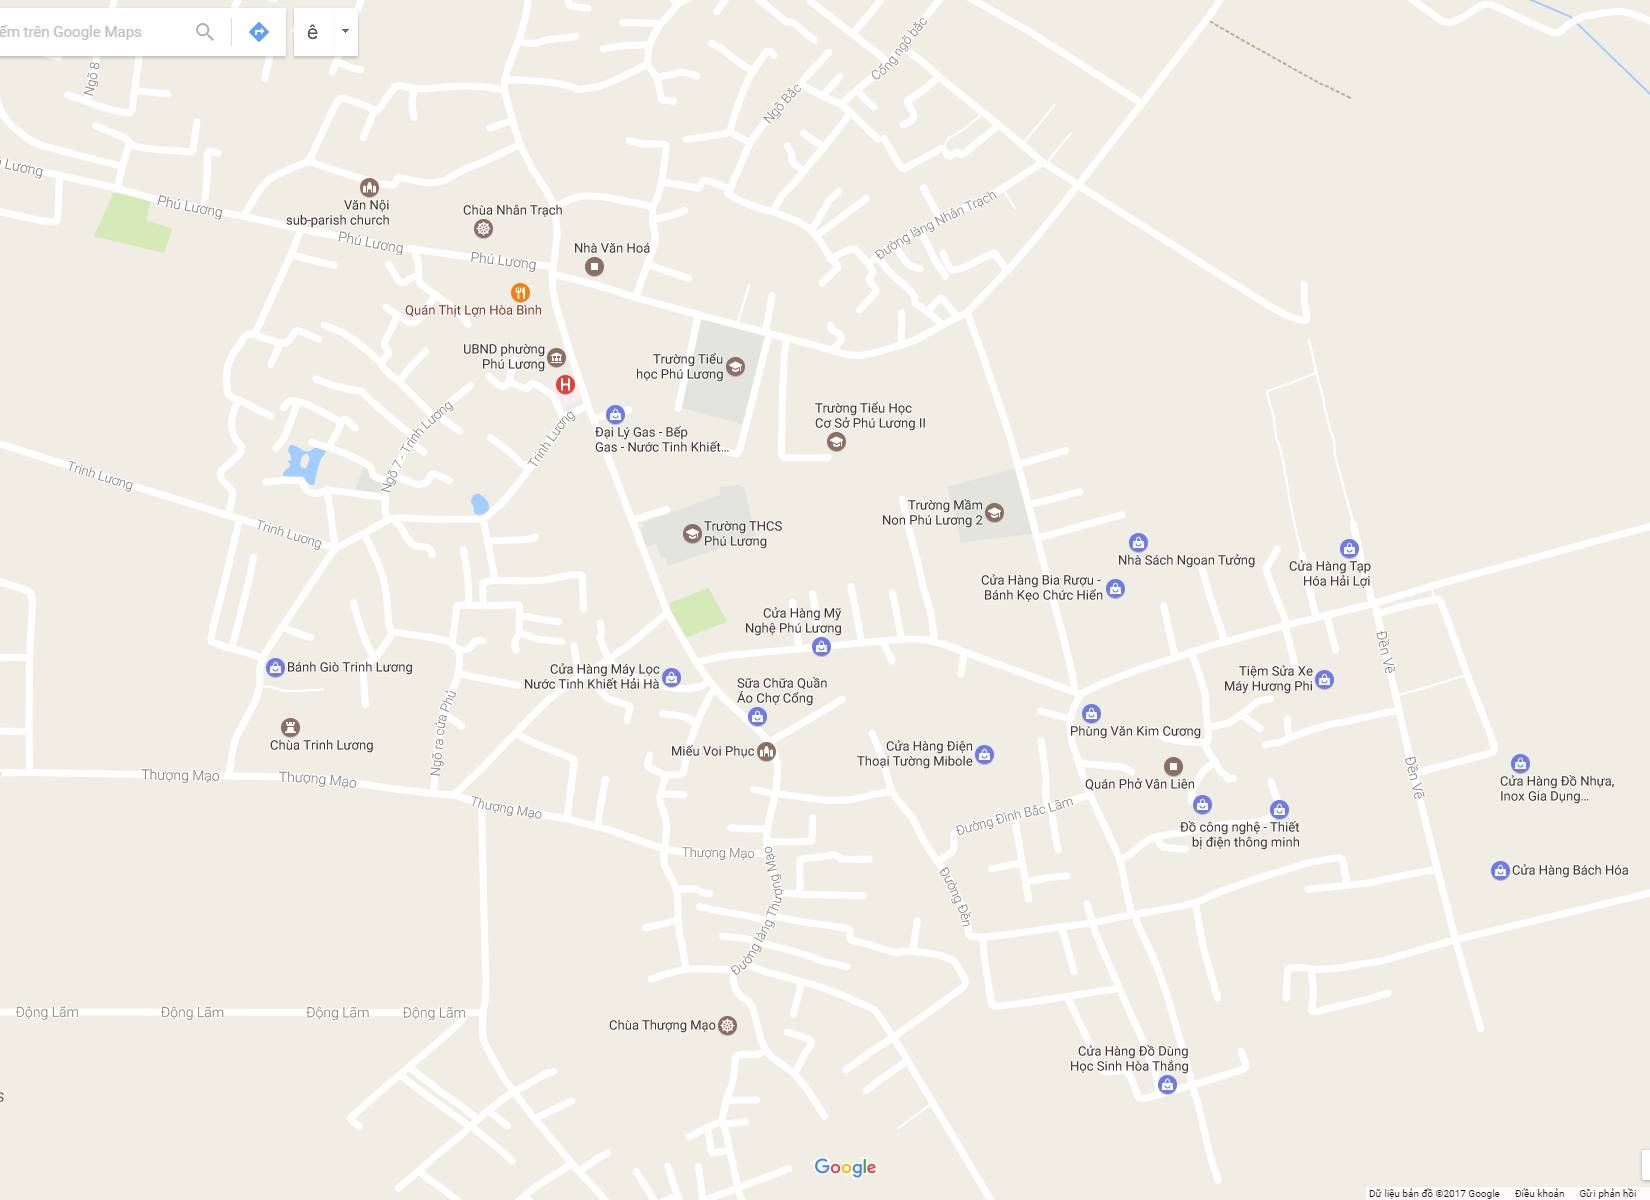 ếm trên Google Maps
ê
Ngõ 8
Cống ngõ bắc
Ngõ Bắc
Phú Lương
Văn Nội
sub-parish church
Phú Lương
Chùa Nhân Trạch
Đường làng Nhân Trạch
Phú Lương
Phú Lương
Nhà Văn Hoá
Quán Thịt Lợn Hòa Bình
UBND phường
Phú Lương
H
Trường Tiểu
học Phú Lương
Trường Tiểu Học
Cơ Sở Phú Lương II
Ngõ 7 - Trinh Lương
Trinh Lương
Đại Lý Gas - Bếp
Gas - Nước Tinh Khiết...
Trinh Lương
Trinh Lương
Trường THCS
Phú Lương
Trường Mầm
Non Phú Lương 2
Nhà Sách Ngoan Tưởng
Cửa Hàng Bia Rượu -
Bánh Kẹo Chức Hiển
Cửa Hàng Tạp
Hóa Hải Lợi
Cửa Hàng Mỹ
Nghệ Phú Lương
Đền Vẽ
Bánh Giò Trinh Lương
Cửa Hàng Máy Lọc
Nước Tinh Khiết Hải Hà
Sữa Chữa Quần
Áo Chợ Cổng
Tiệm Sửa Xe
Máy Hương Phi
Ngõ ra cửa Phủ
Chùa Trinh Lương
Miếu Voi Phục
Cửa Hàng Điện
Thoại Tường Mibole
Phùng Văn Kim Cương
Thượng Mạo
Thượng Mạo
Quán Phở Vân Liên
Đền Vẽ
Cửa Hàng Đồ Nhựa,
Inox Gia Dụng...
Thượng Mạo
Đường Đình Bắc Lãm
Đồ công nghệ - Thiết
bị điện thông minh
Thượng Mạo
Đường làng Thượng Mạo
Đường Đền
Cửa Hàng Bách Hóa
Động Lãm
Động Lãm
Động Lãm
Động Lãm
Chùa Thượng Mạo
Cửa Hàng Đồ Dùng
Học Sinh Hòa Thắng
S
Google
Dữ liệu bản đồ ©2017 Google
Điều khoản
Gửi phản hồi